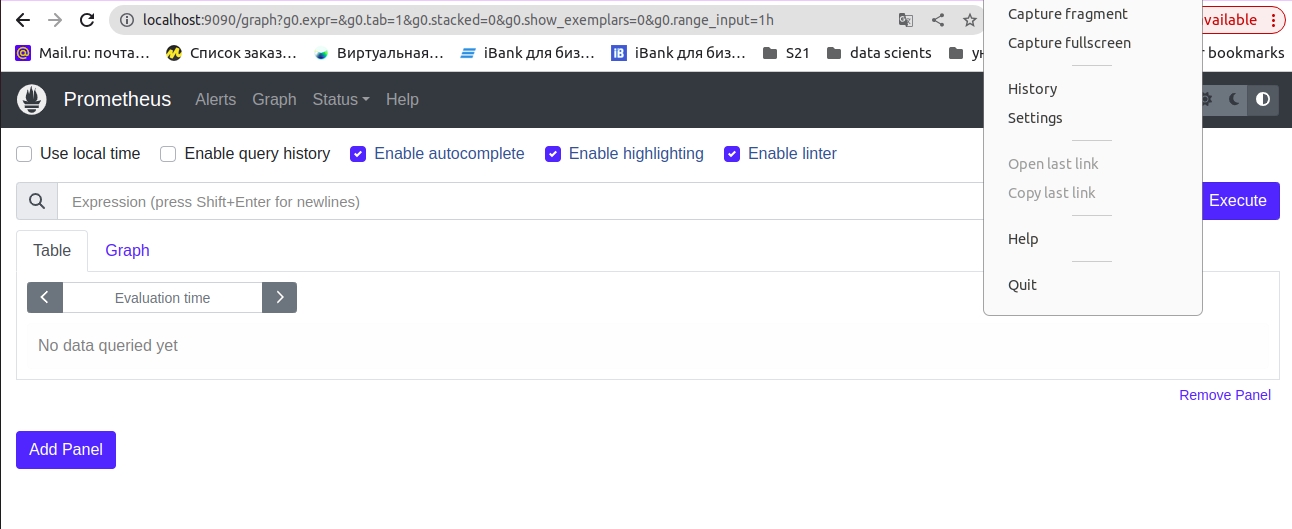 localhost:9090/graph?g0.expr=&g0.tab=1&g0.stacked=0&g0.show_exemplars=0&g0.range_input=1h
Capture fragment
Capture fullscreen
Mail.ru: почта…
Список заказ…
Виртуальная…
iBank для биз…
iB iBank для биз…
S21
data scients
bookmarks
History
Settings
Open last link
Copy last link
Help
Quit
Prometheus Alerts Graph Status Help
Use local time Enable query history Enable autocomplete Enable highlighting Enable linter
Expression (press Shift+Enter for newlines)
Execute
Table Graph
Evaluation time
No data queried yet
Remove Panel
Add Panel